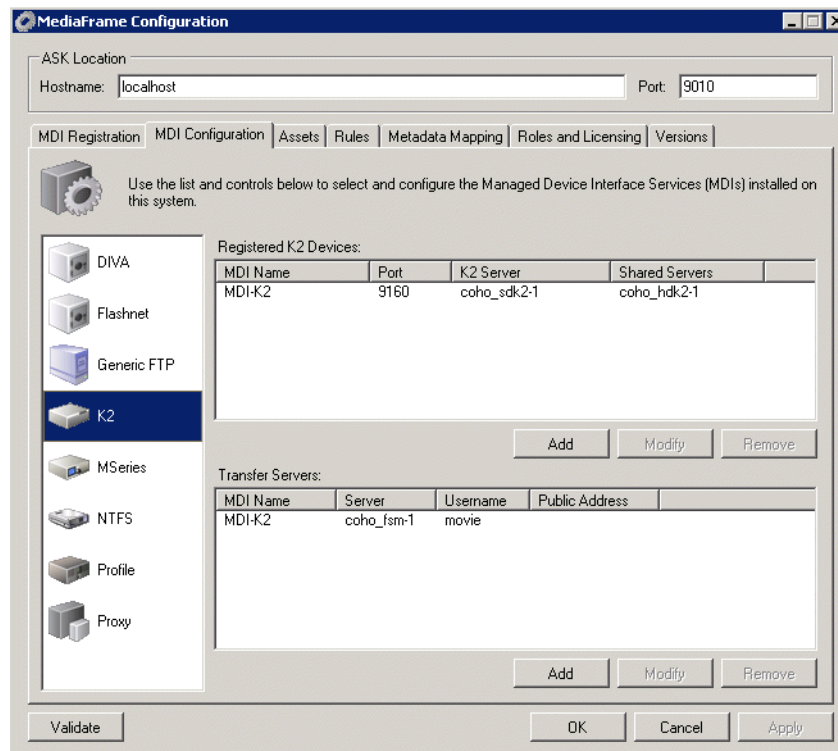 MediaFrame Configuration
ASK Location
Hostname: localhost Port: 9010
MDI Registration MDI Configuration Assets Rules Metadata Mapping Roles and Licensing Versions
Use the list and controls below to select and configure the Managed Device Interface Services (MDIs) installed on
this system.
DIVA
Flashnet
Generic FTP
K2
MSeries
NTFS
Profile
Proxy
Registered K2 Devices:
MDI Name Port K2 Server Shared Servers
MDI-K2 9160 coho_sdk2-1 coho_hdk2-1
Add Modify Remove
Transfer Servers:
MDI Name Server Username Public Address
MDI-K2 coho_fsm-1 movie
Add Modify Remove
Validate OK Cancel Apply